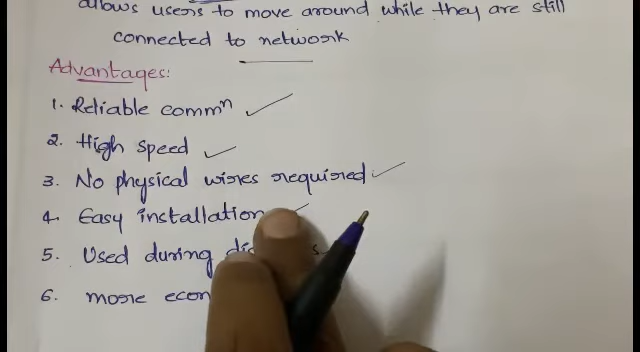 allows users to move around while they are still
connected to network
Advantages:
1. Reliable commⁿ
2. High speed
3. No physical wires required
4. Easy installation
5. Used during
6. more